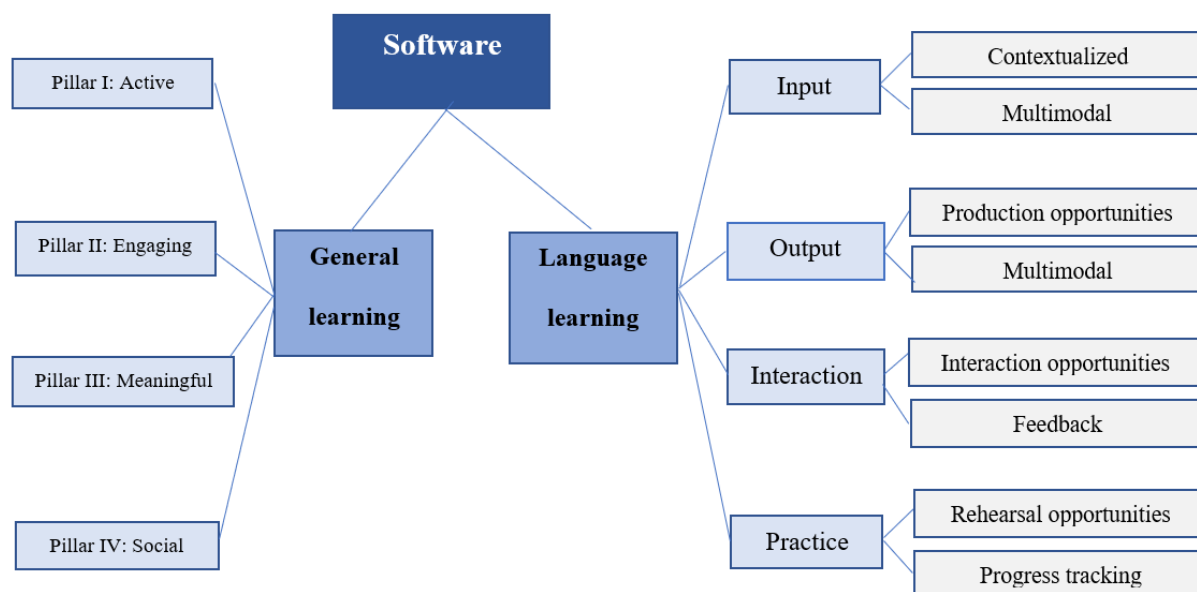 Software
Pillar I: Active
Pillar II: Engaging
Pillar III: Meaningful
Pillar IV: Social
General
learning
Language
learning
Input
Contextualized
Multimodal
Output
Production opportunities
Multimodal
Interaction
Interaction opportunities
Feedback
Practice
Rehearsal opportunities
Progress tracking